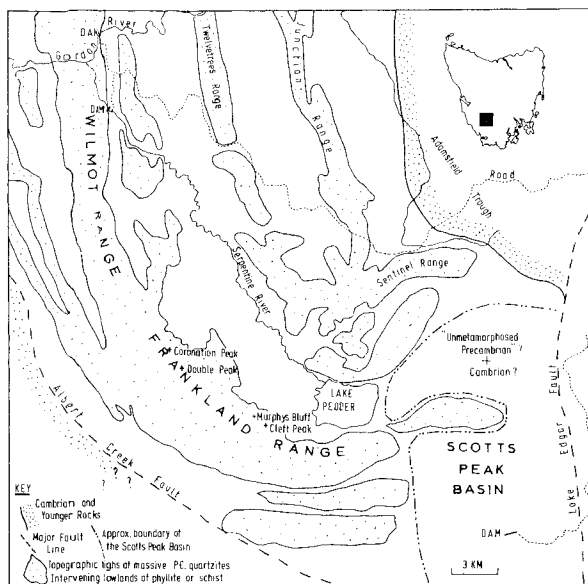 River
DAM
Gordon
DAM
WILMOT RANGE
Twelvetrees Range
Junction Range
Adamsfield Trough
Road
Sentinel Range
Serpentine River
"Unmetamorphosed
Precambrian"?
+
Cambrian?
+ Coronation Peak
+ Double Peak
FRANKLAND RANGE
LAKE
PEDDER
+Murphys Bluff
+ Cleft Peak
SCOTTS
PEAK
BASIN
Lake Edgar Fault
Albert Creek Fault
? ? ?
DAM
3 KM
KEY
Cambrian and
Younger Rocks
Major Fault
Line
Approx. boundary of
the Scotts Peak Basin
Topographic highs of massive P.C. quartzites
Intervening lowlands of phyllite or schist